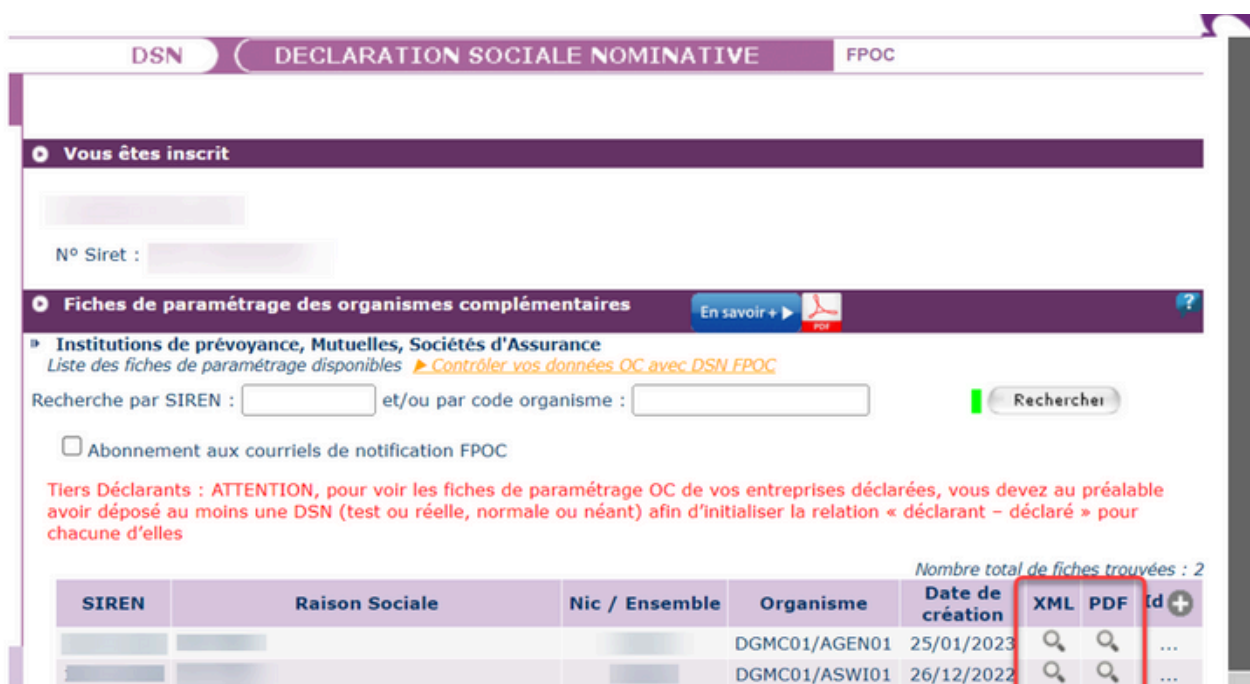 DSN DECLARATION SOCIALE NOMINATIVE FPOC
Vous êtes inscrit
N° Siret :
Fiches de paramétrage des organismes complémentaires En savoir + PDF ?
Institutions de prévoyance, Mutuelles, Sociétés d'Assurance
Liste des fiches de paramétrage disponibles Contrôler vos données OC avec DSN FPOC
Recherche par SIREN : et/ou par code organisme : Rechercher
Abonnement aux courriels de notification FPOC
Tiers Déclarants : ATTENTION, pour voir les fiches de paramétrage OC de vos entreprises déclarées, vous devez au préalable
avoir déposé au moins une DSN (test ou réelle, normale ou néant) afin d'initialiser la relation « déclarant – déclaré » pour
chacune d'elles
Nombre total de fiches trouvées : 2
SIREN Raison Sociale Nic / Ensemble Organisme Date de création XML PDF Id
DGMC01/AGEN01 25/01/2023 ...
DGMC01/ASWI01 26/12/2022 ...